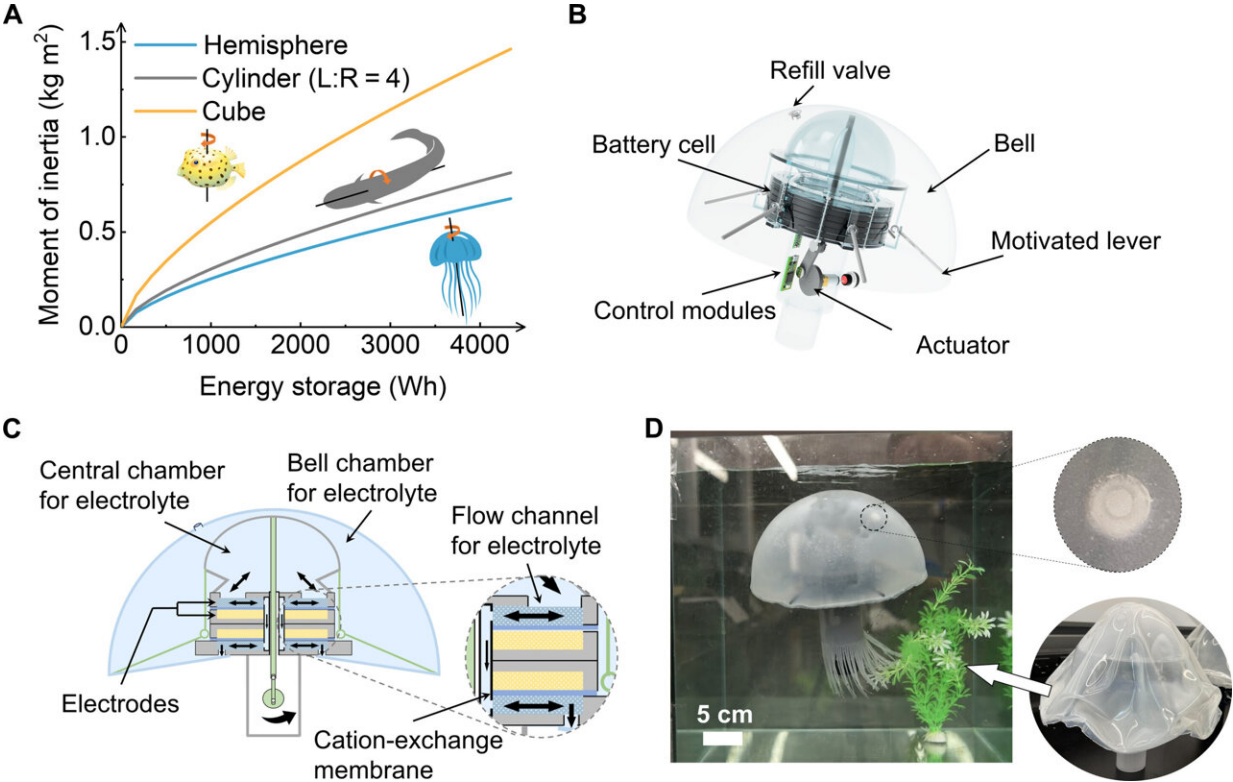 A
Moment of inertia (kg m²)
1.5
1.0
0.5
0.0
Hemisphere
Cylinder (L:R = 4)
Cube
0
1000
2000
3000
4000
Energy storage (Wh)
B
Refill valve
Battery cell
Bell
Motivated lever
Control modules
Actuator
C
Central chamber
for electrolyte
Bell chamber
for electrolyte
Flow channel
for electrolyte
Electrodes
Cation-exchange
membrane
D
5 cm